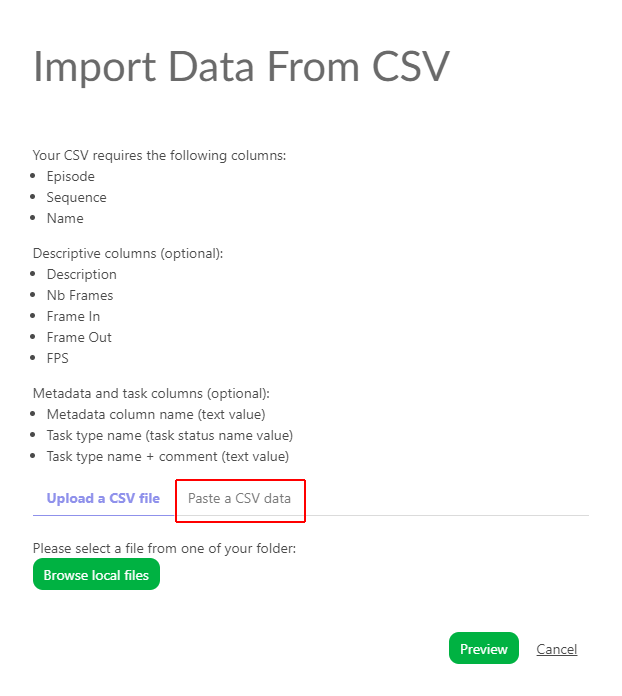 Import Data From CSV
Your CSV requires the following columns:
Episode
Sequence
Name
Descriptive columns (optional):
Description
Nb Frames
Frame In
Frame Out
FPS
Metadata and task columns (optional):
Metadata column name (text value)
Task type name (task status name value)
Task type name + comment (text value)
Upload a CSV file Paste a CSV data
Please select a file from one of your folder:
Browse local files
Preview Cancel